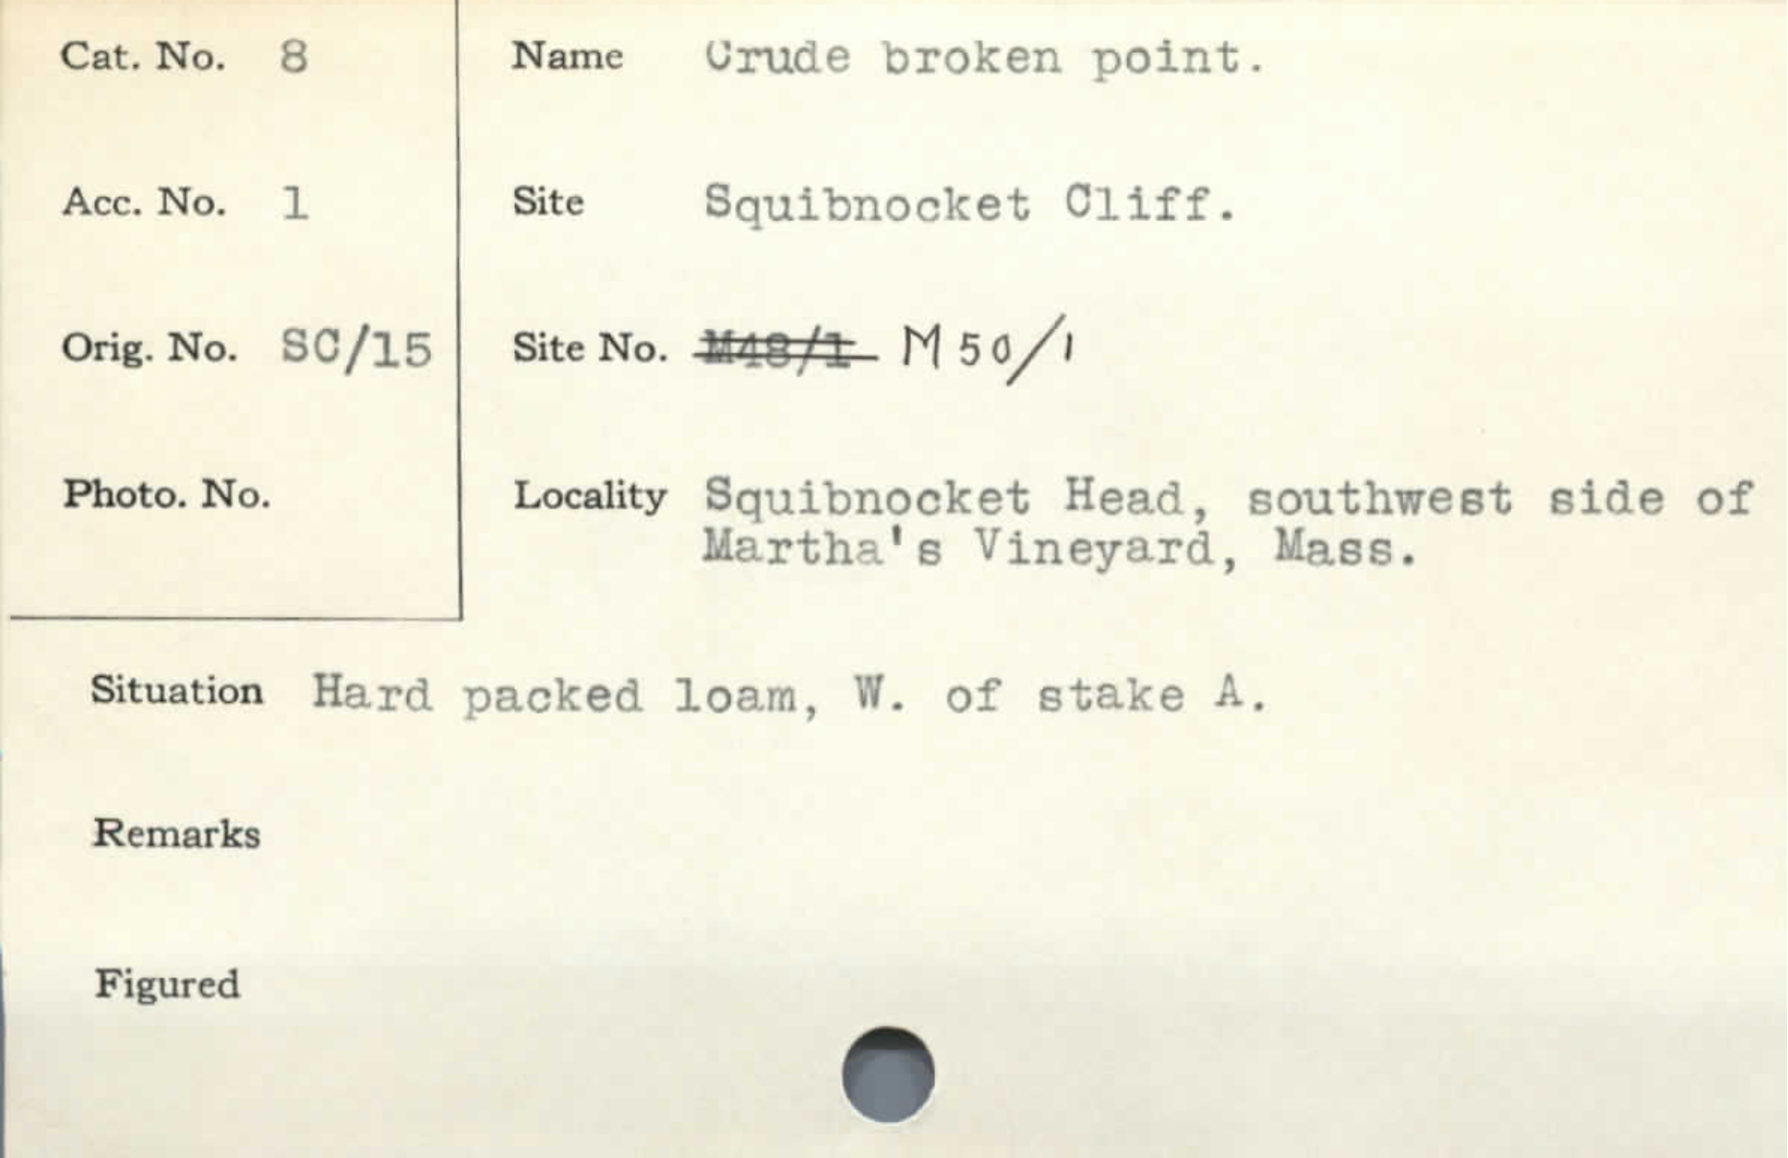 Cat. No. 8
Name Crude broken point.
Acc. No. 1
Site Squibnocket Cliff.
Orig. No. SC/15
Site No. M48/1 M50/1
Photo. No.
Locality Squibnocket Head, southwest side of
Martha's Vineyard, Mass.
Situation Hard packed loam, W. of stake A.
Remarks
Figured